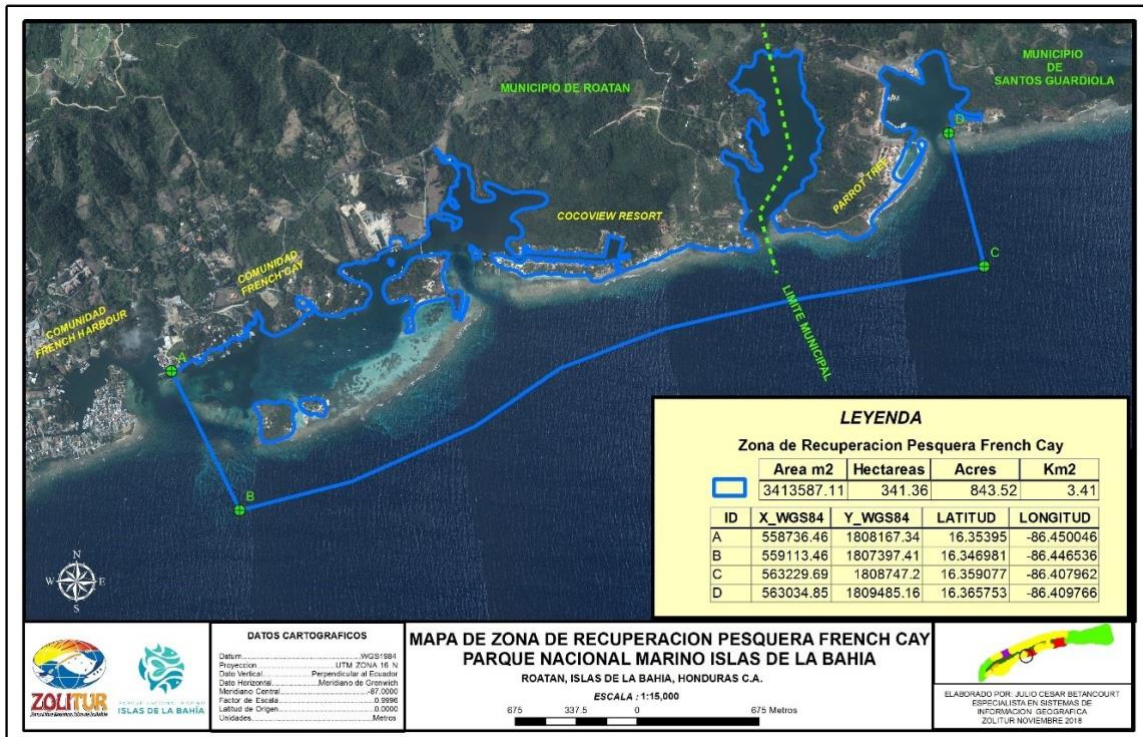 MUNICIPIO DE ROATAN
MUNICIPIO
DE
SANTOS GUARDIOLA
D
PARROT TREE
COCOVIEW RESORT
C
COMUNIDAD
FRENCH CAY
LIMITE MUNICIPAL
COMUNIDAD
FRENCH HARBOUR
A
B
N
W E
S
LEYENDA
Zona de Recuperacion Pesquera French Cay
Area m2 Hectareas Acres Km2
3413587.11 341.36 843.52 3.41
ID X_WGS84 Y_WGS84 LATITUD LONGITUD
A 558736.46 1808167.34 16.35395 -86.450046
B 559113.46 1807397.41 16.346981 -86.446536
C 563229.69 1808747.2 16.359077 -86.407962
D 563034.85 1809485.16 16.365753 -86.409766
ZOLITUR
ISLAS DE LA BAHÍA
DATOS CARTOGRAFICOS
Datum WGS1984
Proyeccion UTM ZONA 16 N
Dato Vertical Perpendicular al Ecuador
Dato Horizontal Meridiano de Grenwich
Meridiano Central -87.0000
Factor de Escala 0.9996
Latitud de Origen 0.0000
Unidades Metros
MAPA DE ZONA DE RECUPERACION PESQUERA FRENCH CAY
PARQUE NACIONAL MARINO ISLAS DE LA BAHIA
ROATAN, ISLAS DE LA BAHIA, HONDURAS C.A.
ESCALA : 1:15,000
675 337.5 0 675 Metros
ELABORADO POR: JULIO CESAR BETANCOURT
ESPECIALISTA EN SISTEMAS DE
INFORMACION GEOGRAFICA
ZOLITUR NOVIEMBRE 2018